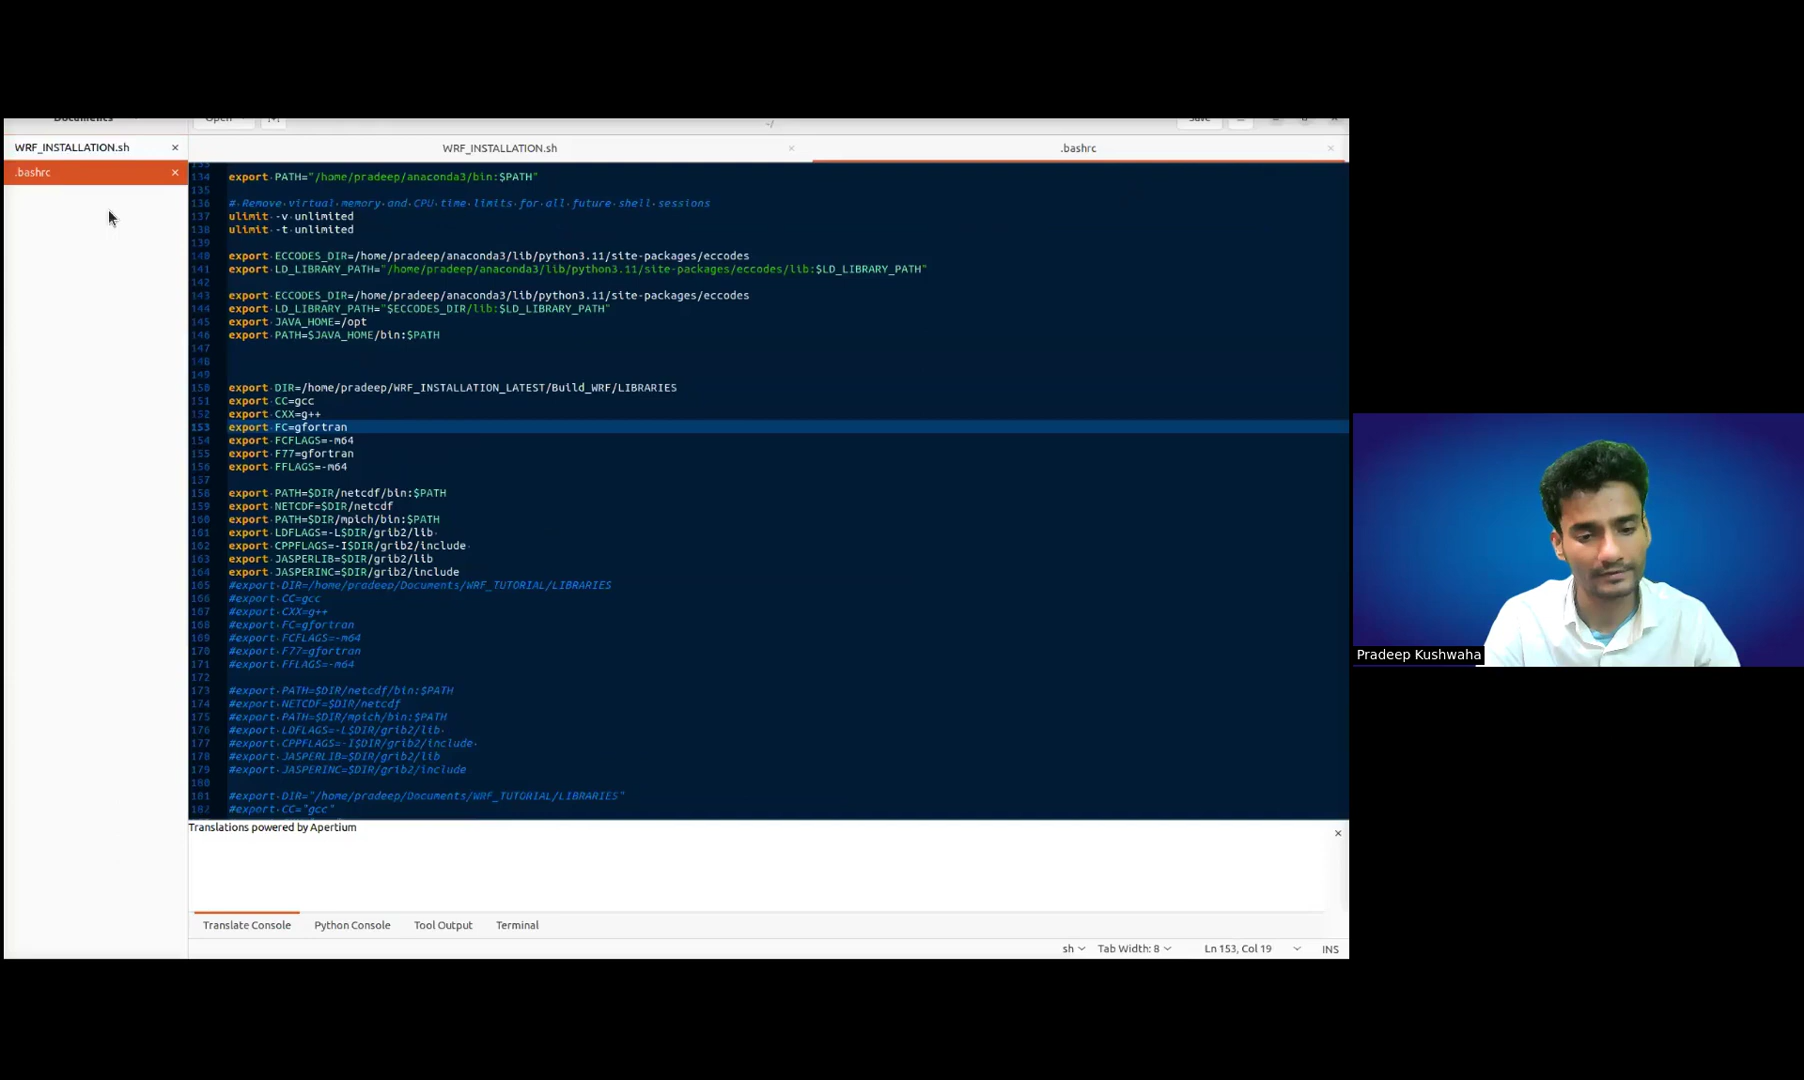 Documents
Open
~/
Save
WRF_INSTALLATION.sh
.bashrc
WRF_INSTALLATION.sh
.bashrc
133
134 export PATH="/home/pradeep/anaconda3/bin:$PATH"
135
136 # Remove virtual memory and CPU time limits for all future shell sessions
137 ulimit -v unlimited
138 ulimit -t unlimited
139
140 export ECCODES_DIR=/home/pradeep/anaconda3/lib/python3.11/site-packages/eccodes
141 export LD_LIBRARY_PATH="/home/pradeep/anaconda3/lib/python3.11/site-packages/eccodes/lib:$LD_LIBRARY_PATH"
142
143 export ECCODES_DIR=/home/pradeep/anaconda3/lib/python3.11/site-packages/eccodes
144 export LD_LIBRARY_PATH="$ECCODES_DIR/lib:$LD_LIBRARY_PATH"
145 export JAVA_HOME=/opt
146 export PATH=$JAVA_HOME/bin:$PATH
147
148
149
150 export DIR=/home/pradeep/WRF_INSTALLATION_LATEST/Build_WRF/LIBRARIES
151 export CC=gcc
152 export CXX=g++
153 export FC=gfortran
154 export FCFLAGS=-m64
155 export F77=gfortran
156 export FFLAGS=-m64
157
158 export PATH=$DIR/netcdf/bin:$PATH
159 export NETCDF=$DIR/netcdf
160 export PATH=$DIR/mpich/bin:$PATH
161 export LDFLAGS=-L$DIR/grib2/lib
162 export CPPFLAGS=-I$DIR/grib2/include
163 export JASPERLIB=$DIR/grib2/lib
164 export JASPERINC=$DIR/grib2/include
165 #export DIR=/home/pradeep/Documents/WRF_TUTORIAL/LIBRARIES
166 #export CC=gcc
167 #export CXX=g++
168 #export FC=gfortran
169 #export FCFLAGS=-m64
170 #export F77=gfortran
171 #export FFLAGS=-m64
172
173 #export PATH=$DIR/netcdf/bin:$PATH
174 #export NETCDF=$DIR/netcdf
175 #export PATH=$DIR/mpich/bin:$PATH
176 #export LDFLAGS=-L$DIR/grib2/lib
177 #export CPPFLAGS=-I$DIR/grib2/include
178 #export JASPERLIB=$DIR/grib2/lib
179 #export JASPERINC=$DIR/grib2/include
180
181 #export DIR="/home/pradeep/Documents/WRF_TUTORIAL/LIBRARIES"
182 #export CC="gcc"
Translations powered by Apertium
Translate Console Python Console Tool Output Terminal
sh Tab Width: 8 Ln 153, Col 19 INS
Pradeep Kushwaha